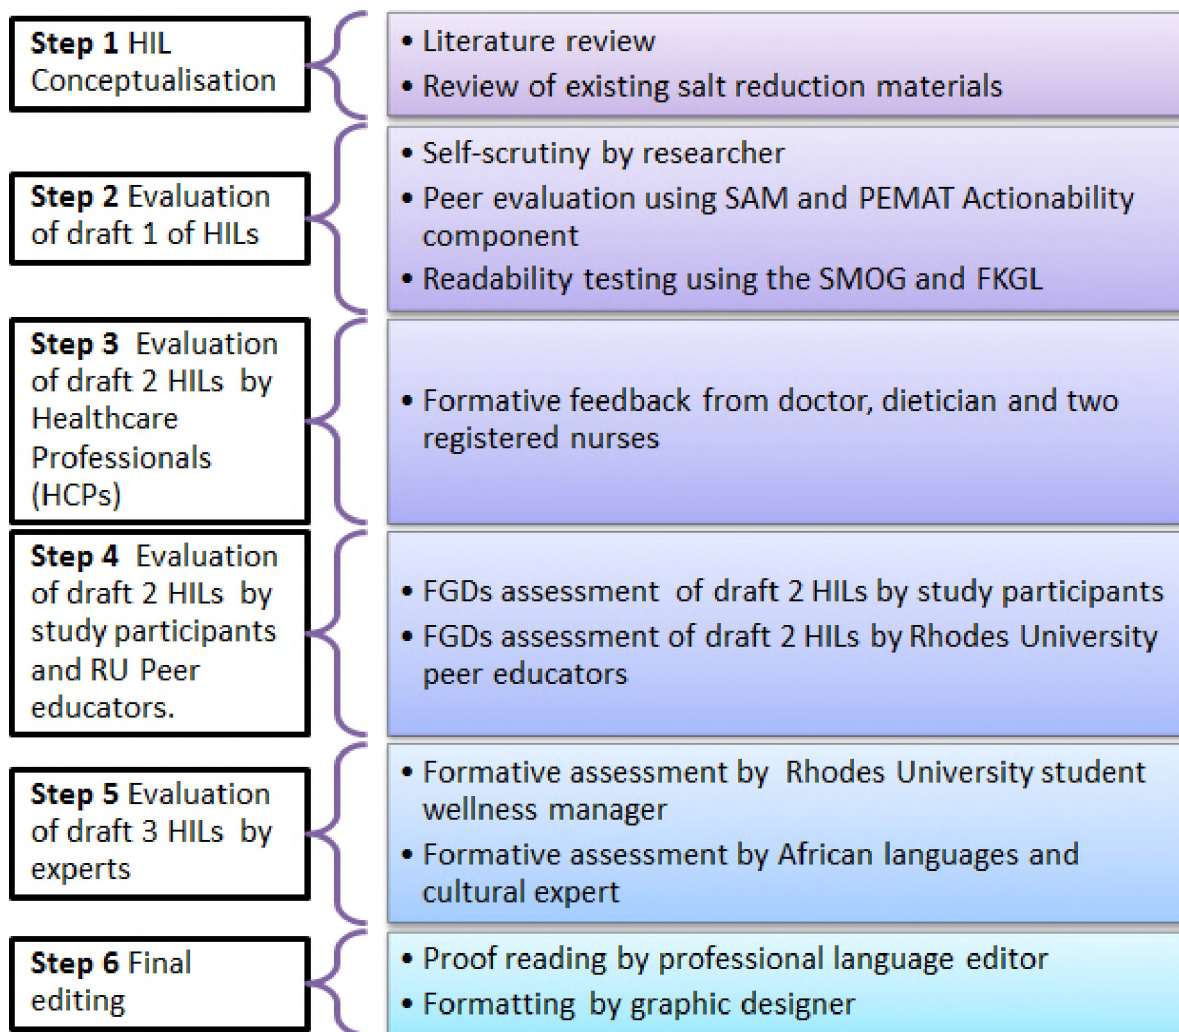 Step 1 HIL
Conceptualisation
• Literature review
• Review of existing salt reduction materials
Step 2 Evaluation
of draft 1 of HILs
• Self-scrutiny by researcher
• Peer evaluation using SAM and PEMAT Actionability
component
• Readability testing using the SMOG and FKGL
Step 3 Evaluation
of draft 2 HILs by
Healthcare
Professionals
(HCPs)
• Formative feedback from doctor, dietician and two
registered nurses
Step 4 Evaluation
of draft 2 HILs by
study participants
and RU Peer
educators.
• FGDs assessment of draft 2 HILs by study participants
• FGDs assessment of draft 2 HILs by Rhodes University
peer educators
Step 5 Evaluation
of draft 3 HILs by
experts
• Formative assessment by Rhodes University student
wellness manager
• Formative assessment by African languages and
cultural expert
Step 6 Final
editing
• Proof reading by professional language editor
• Formatting by graphic designer